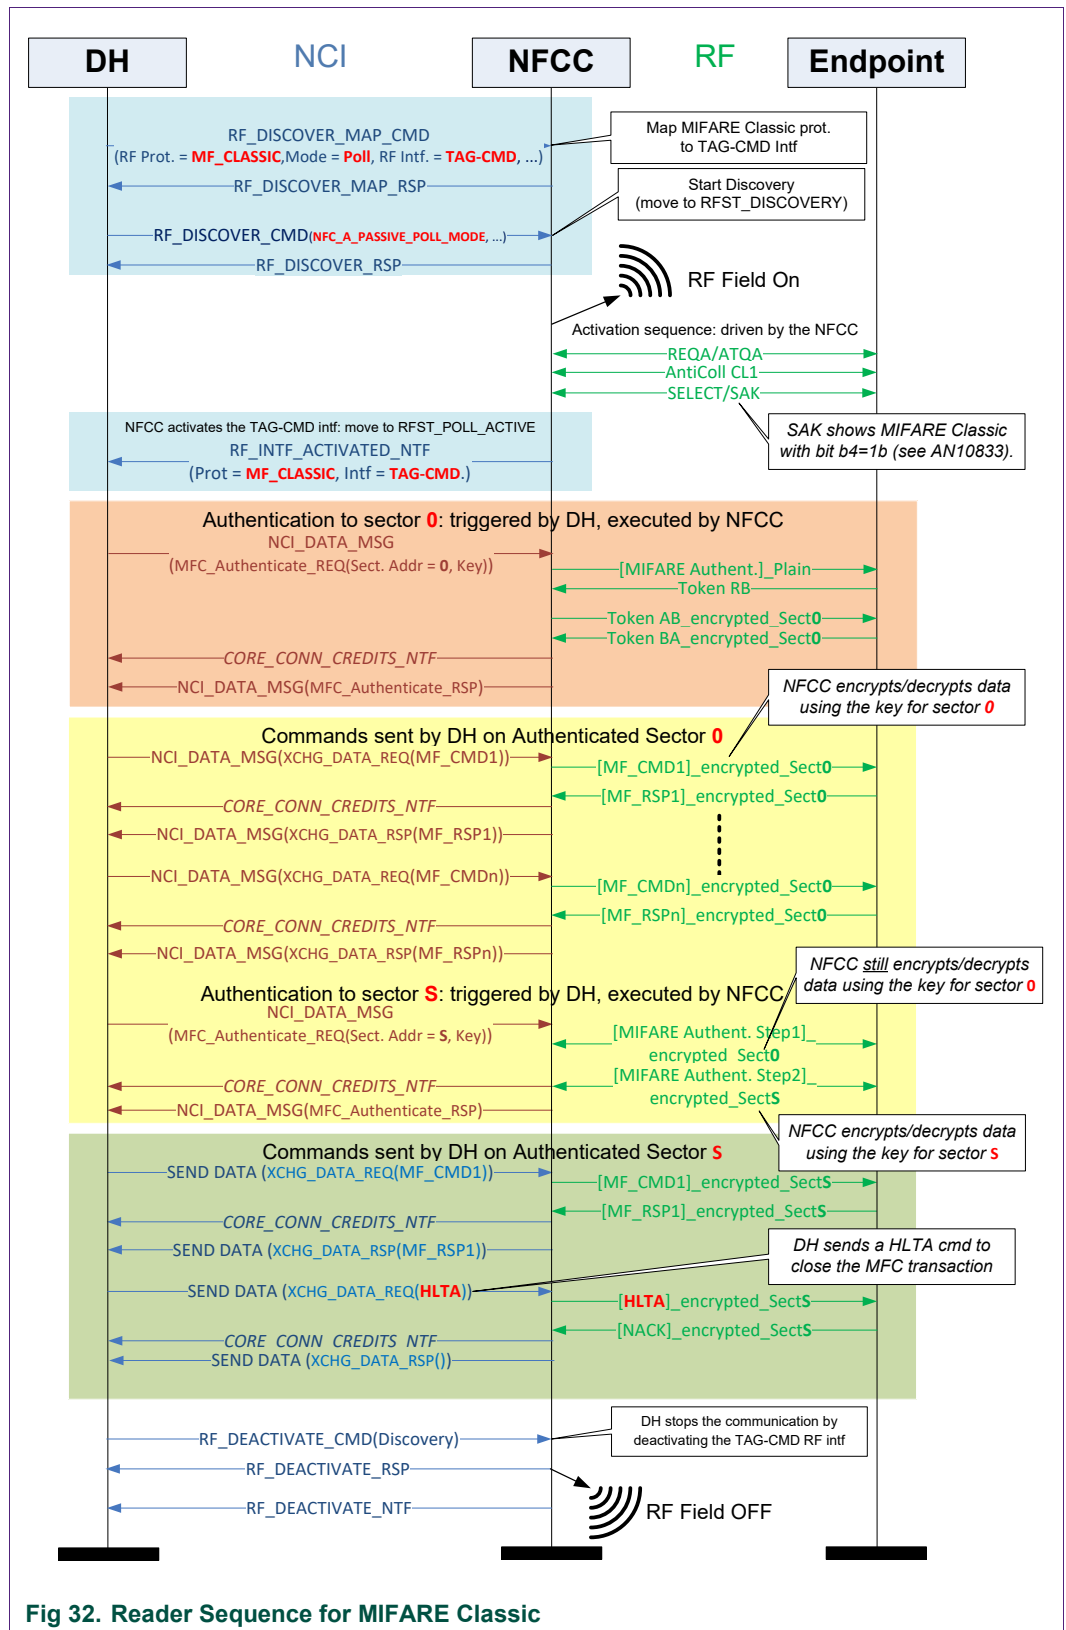 DH NCI NFCC RF Endpoint
RF_DISCOVER_MAP_CMD
(RF Prot. = MF_CLASSIC,Mode = Poll, RF Intf. = TAG-CMD, ...)
Map MIFARE Classic prot.
to TAG-CMD Intf
RF_DISCOVER_MAP_RSP
Start Discovery
(move to RFST_DISCOVERY)
RF_DISCOVER_CMD(NFC_A_PASSIVE_POLL_MODE, ...)
RF_DISCOVER_RSP
RF Field On
Activation sequence: driven by the NFCC
REQA/ATQA
AntiColl CL1
SELECT/SAK
SAK shows MIFARE Classic
with bit b4=1b (see AN10833).
NFCC activates the TAG-CMD intf: move to RFST_POLL_ACTIVE
RF_INTF_ACTIVATED_NTF
(Prot = MF_CLASSIC, Intf = TAG-CMD.)
Authentication to sector 0: triggered by DH, executed by NFCC
NCI_DATA_MSG
(MFC_Authenticate_REQ(Sect. Addr = 0, Key))
[MIFARE Authent.]_Plain
Token RB
Token AB_encrypted_Sect0
Token BA_encrypted_Sect0
CORE_CONN_CREDITS_NTF
NCI_DATA_MSG(MFC_Authenticate_RSP)
NFCC encrypts/decrypts data
using the key for sector 0
Commands sent by DH on Authenticated Sector 0
NCI_DATA_MSG(XCHG_DATA_REQ(MF_CMD1))
[MF_CMD1]_encrypted_Sect0
[MF_RSP1]_encrypted_Sect0
CORE_CONN_CREDITS_NTF
NCI_DATA_MSG(XCHG_DATA_RSP(MF_RSP1))
NCI_DATA_MSG(XCHG_DATA_REQ(MF_CMDn))
[MF_CMDn]_encrypted_Sect0
[MF_RSPn]_encrypted_Sect0
CORE_CONN_CREDITS_NTF
NCI_DATA_MSG(XCHG_DATA_RSP(MF_RSPn))
NFCC still encrypts/decrypts
data using the key for sector 0
Authentication to sector S: triggered by DH, executed by NFCC
NCI_DATA_MSG
(MFC_Authenticate_REQ(Sect. Addr = S, Key))
[MIFARE Authent. Step1]_
encrypted_Sect0
[MIFARE Authent. Step2]_
encrypted_SectS
CORE_CONN_CREDITS_NTF
NCI_DATA_MSG(MFC_Authenticate_RSP)
NFCC encrypts/decrypts data
using the key for sector S
Commands sent by DH on Authenticated Sector S
SEND DATA (XCHG_DATA_REQ(MF_CMD1))
[MF_CMD1]_encrypted_SectS
[MF_RSP1]_encrypted_SectS
CORE_CONN_CREDITS_NTF
SEND DATA (XCHG_DATA_RSP(MF_RSP1))
DH sends a HLTA cmd to
close the MFC transaction
SEND DATA (XCHG_DATA_REQ(HLTA))
[HLTA]_encrypted_SectS
[NACK]_encrypted_SectS
CORE_CONN_CREDITS_NTF
SEND DATA (XCHG_DATA_RSP())
DH stops the communication by
deactivating the TAG-CMD RF intf
RF_DEACTIVATE_CMD(Discovery)
RF_DEACTIVATE_RSP
RF_DEACTIVATE_NTF
RF Field OFF
Fig 32. Reader Sequence for MIFARE Classic